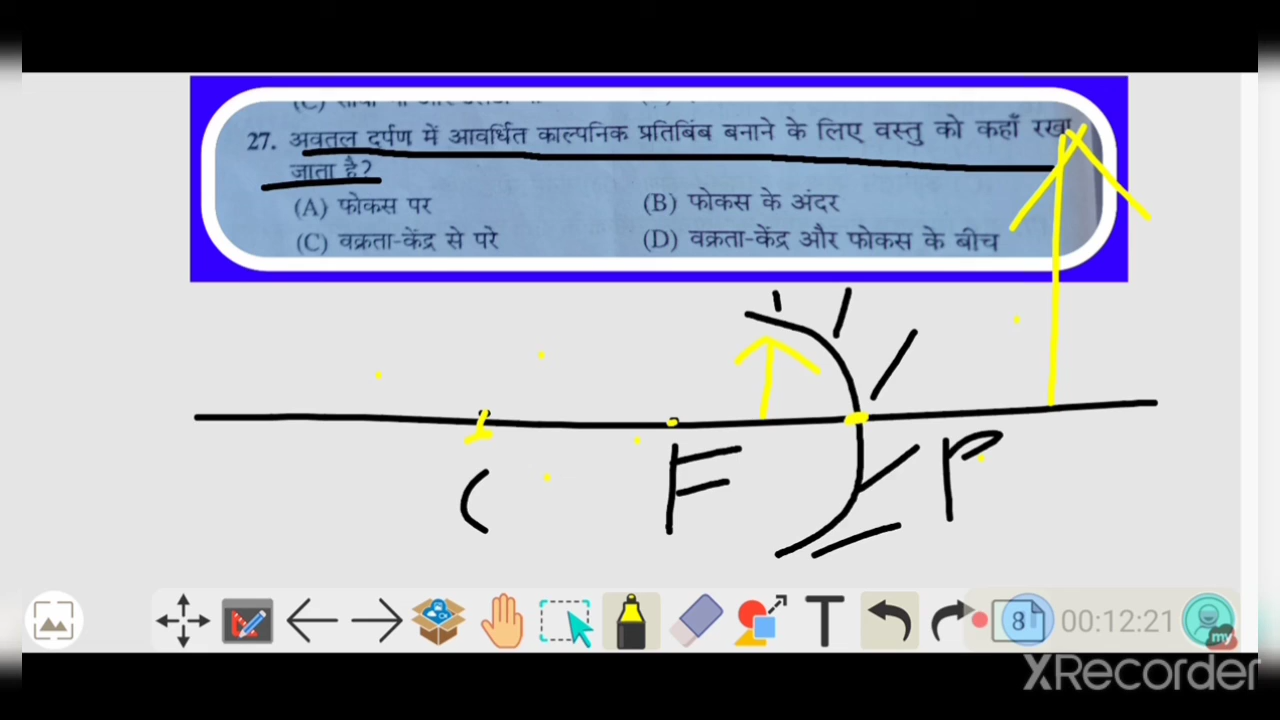 27. अवतल दर्पण में आवर्धित काल्पनिक प्रतिबिंब बनाने के लिए वस्तु को कहाँ रखा
जाता है?
(A) फोकस पर (B) फोकस के अंदर
(C) वक्रता-केंद्र से परे (D) वक्रता-केंद्र और फोकस के बीच
C F P
T 8 00:12:21 my
XRecorder